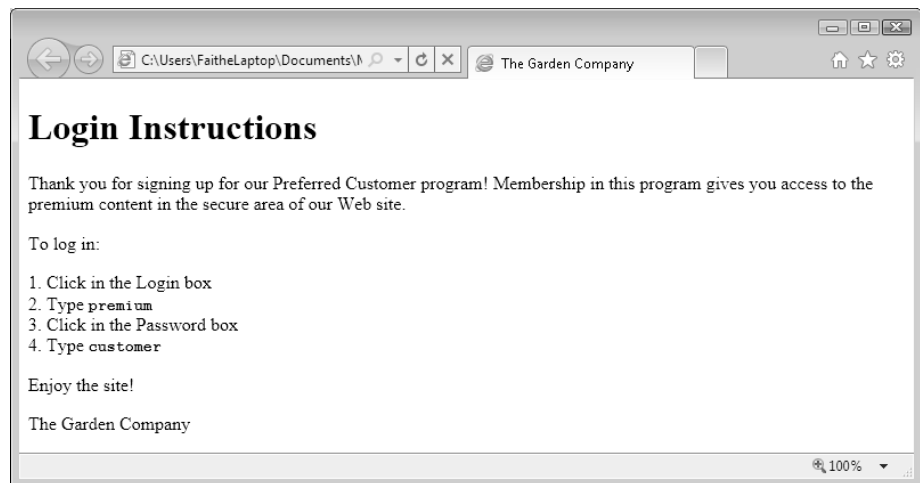 C:\Users\FaitheLaptop\Documents\
The Garden Company
Login Instructions
Thank you for signing up for our Preferred Customer program! Membership in this program gives you access to the
premium content in the secure area of our Web site.
To log in:
1. Click in the Login box
2. Type premium
3. Click in the Password box
4. Type customer
Enjoy the site!
The Garden Company
100%